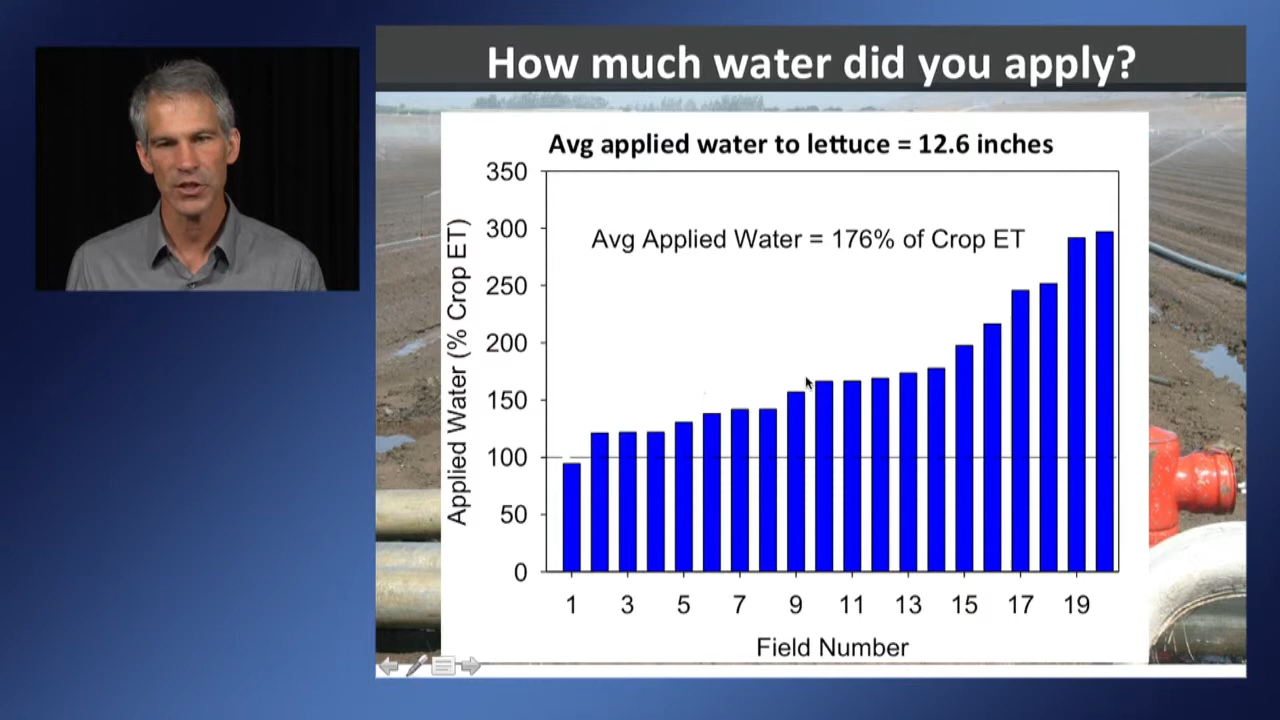 How much water did you apply?
Avg applied water to lettuce = 12.6 inches
Avg Applied Water = 176% of Crop ET
Applied Water (% Crop ET)
350
300
250
200
150
100
50
0
1 3 5 7 9 11 13 15 17 19
Field Number